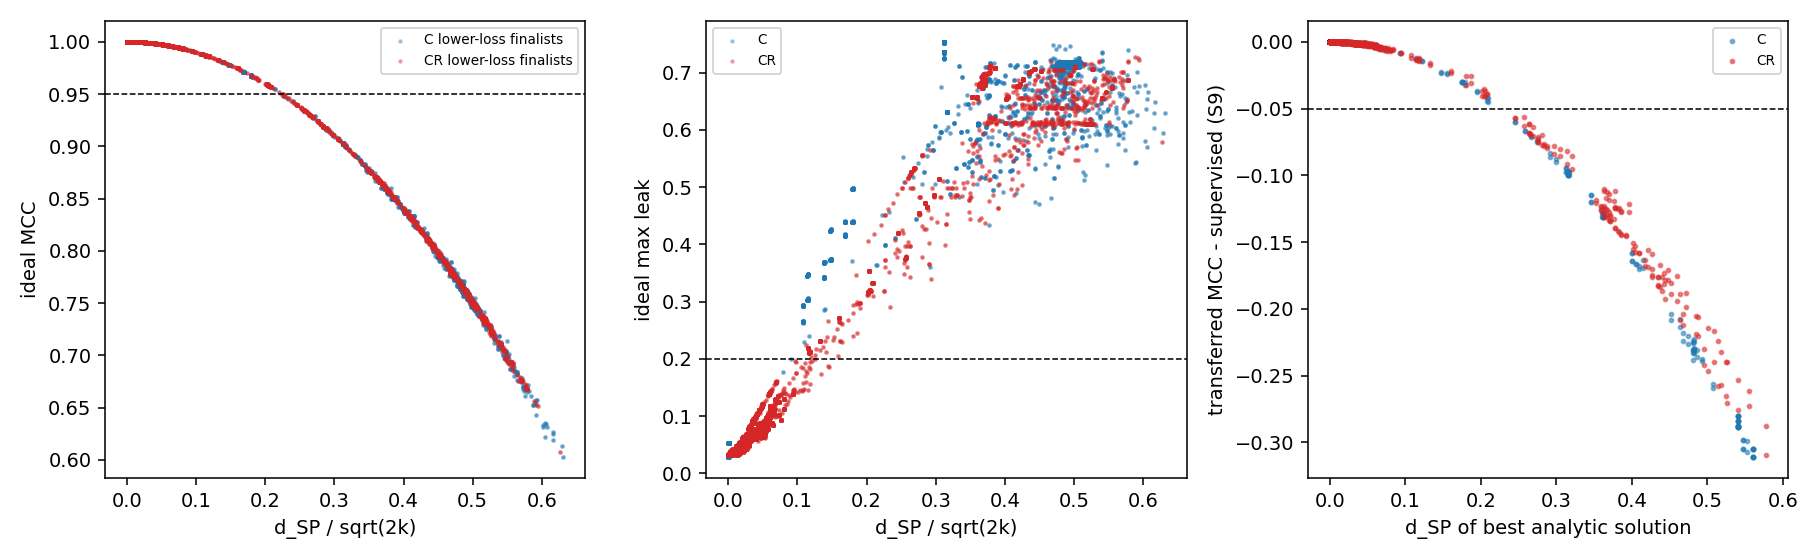 ideal MCC
1.00
0.95
0.90
0.85
0.80
0.75
0.70
0.65
0.60
C lower-loss finalists
CR lower-loss finalists
0.0 0.1 0.2 0.3 0.4 0.5 0.6
d_SP / sqrt(2k)
ideal max leak
0.7
0.6
0.5
0.4
0.3
0.2
0.1
0.0
C
CR
0.0 0.1 0.2 0.3 0.4 0.5 0.6
d_SP / sqrt(2k)
transferred MCC - supervised (S9)
0.00
−0.05
−0.10
−0.15
−0.20
−0.25
−0.30
C
CR
0.0 0.1 0.2 0.3 0.4 0.5 0.6
d_SP of best analytic solution